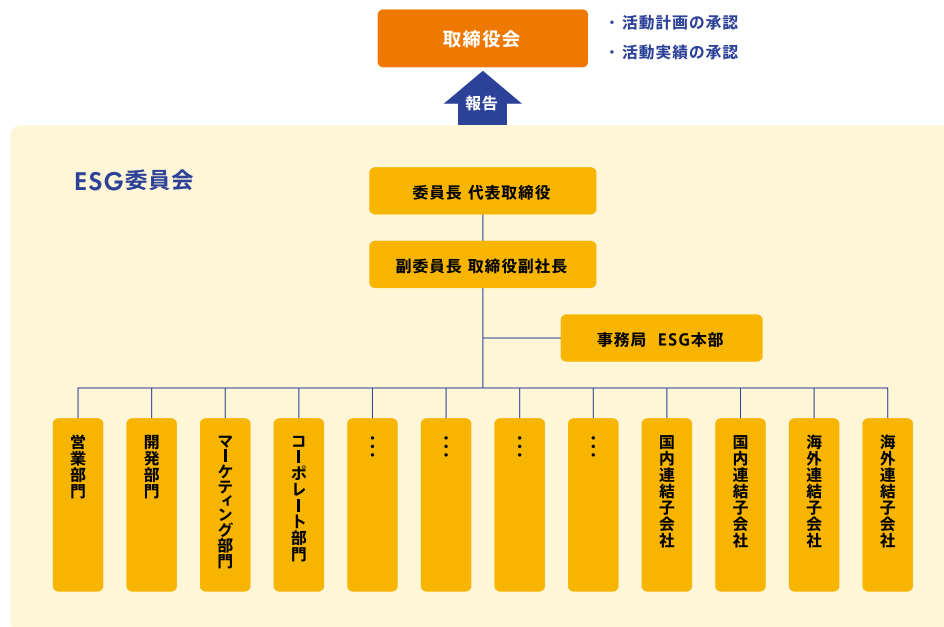 取締役会
・ 活動計画の承認
・ 活動実績の承認
報告
ESG委員会
委員長 代表取締役
副委員長 取締役副社長
事務局 ESG本部
営業部門
開発部門
マーケティング部門
コーポレート部門
・・・
・・・
・・・
・・・
国内連結子会社
国内連結子会社
海外連結子会社
海外連結子会社